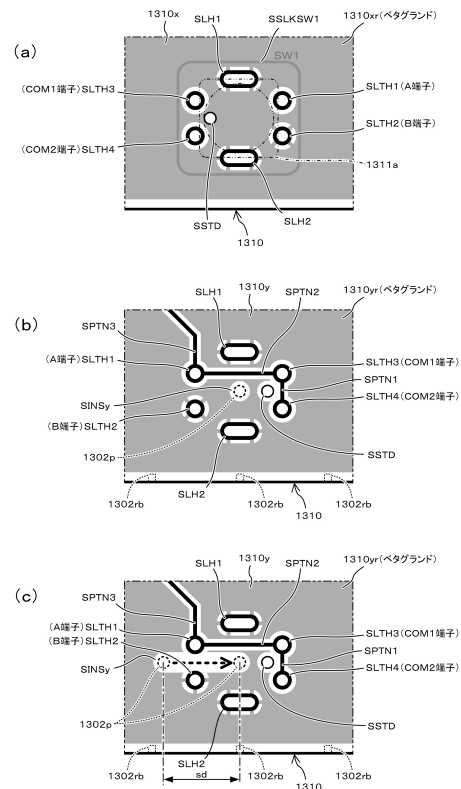 1310x
SLH1
SSLKSW1
1310xr(ベタグランド)
(a)
SW1
(COM1端子)SLTH3
SLTH1(A端子)
(COM2端子)SLTH4
SLTH2(B端子)
1311a
SSTD
SLH2
1310
1310y
SLH1
SPTN2
1310yr(ベタグランド)
(b)
SPTN3
(A端子)SLTH1
SLTH3(COM1端子)
SPTN1
SINSy
SLTH4(COM2端子)
(B端子)SLTH2
1302p
SSTD
SLH2
1302rb
1302rb
1302rb
1310
1310y
SLH1
SPTN2
1310yr(ベタグランド)
(c)
SPTN3
(A端子)SLTH1
SLTH3(COM1端子)
(B端子)SLTH2
SPTN1
SINSy
SLTH4(COM2端子)
1302p
SSTD
SLH2
1302rb
1302rb
1302rb
sd
1310